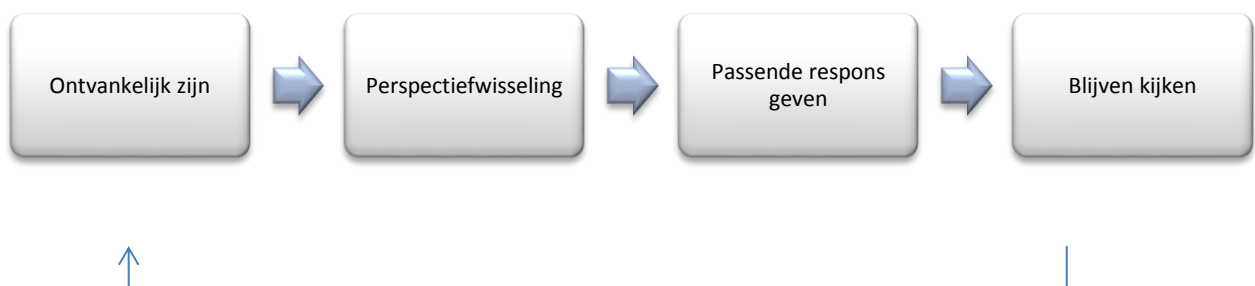 Ontvankelijk zijn
Perspectiefwisseling
Passende respons
geven
Blijven kijken